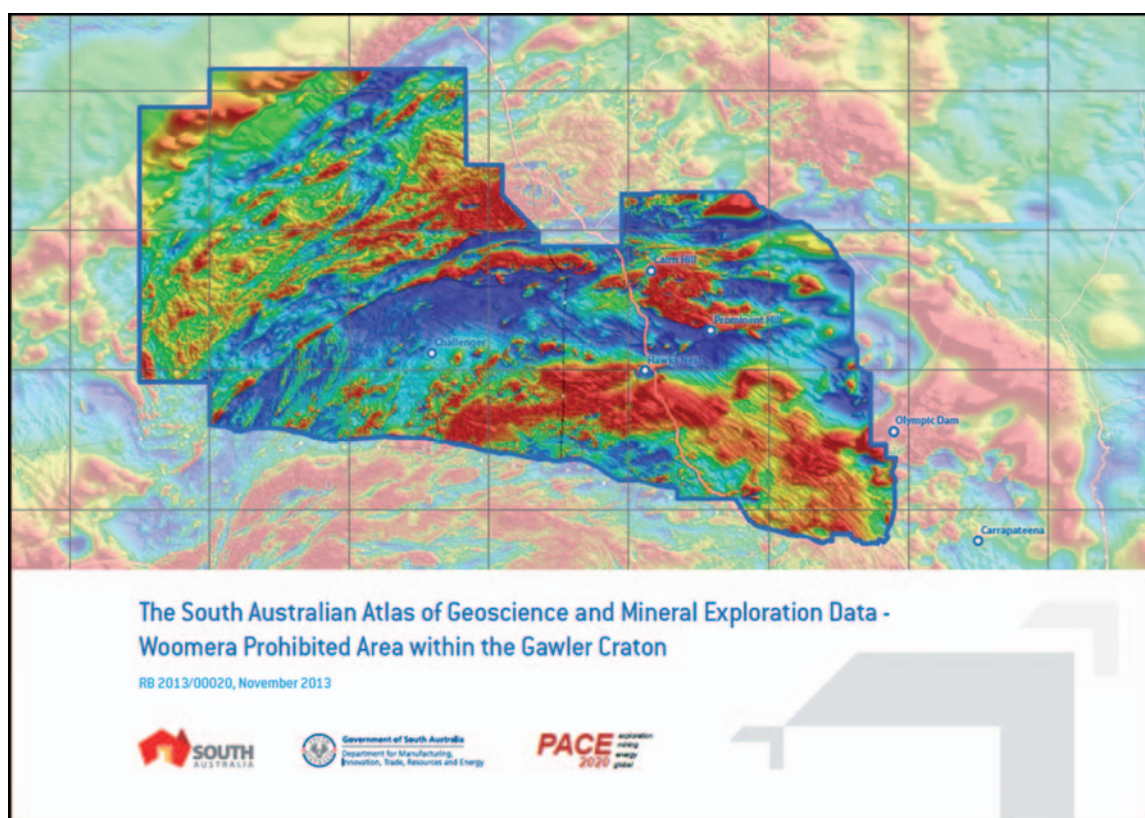 Cairn Hill
Prominent Hill
Challenger
Hawks Nest
Olympic Dam
Carrapateena
The South Australian Atlas of Geoscience and Mineral Exploration Data -
Woomera Prohibited Area within the Gawler Craton
RB 2013/00020, November 2013
SOUTH
AUSTRALIA
Government of South Australia
Department for Manufacturing,
Innovation, Trade, Resources and Energy
PACE
2020
exploration
mining
energy
global